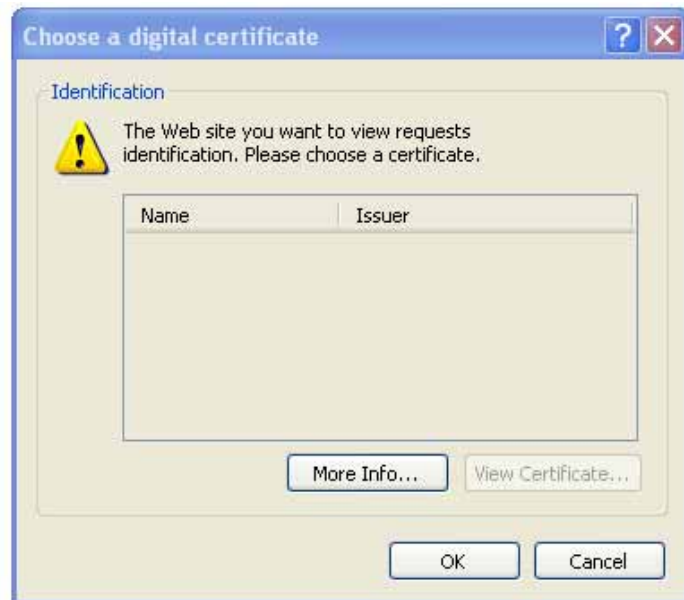 Choose a digital certificate
?
Identification
The Web site you want to view requests
identification. Please choose a certificate.
Name Issuer
More Info... View Certificate...
OK Cancel